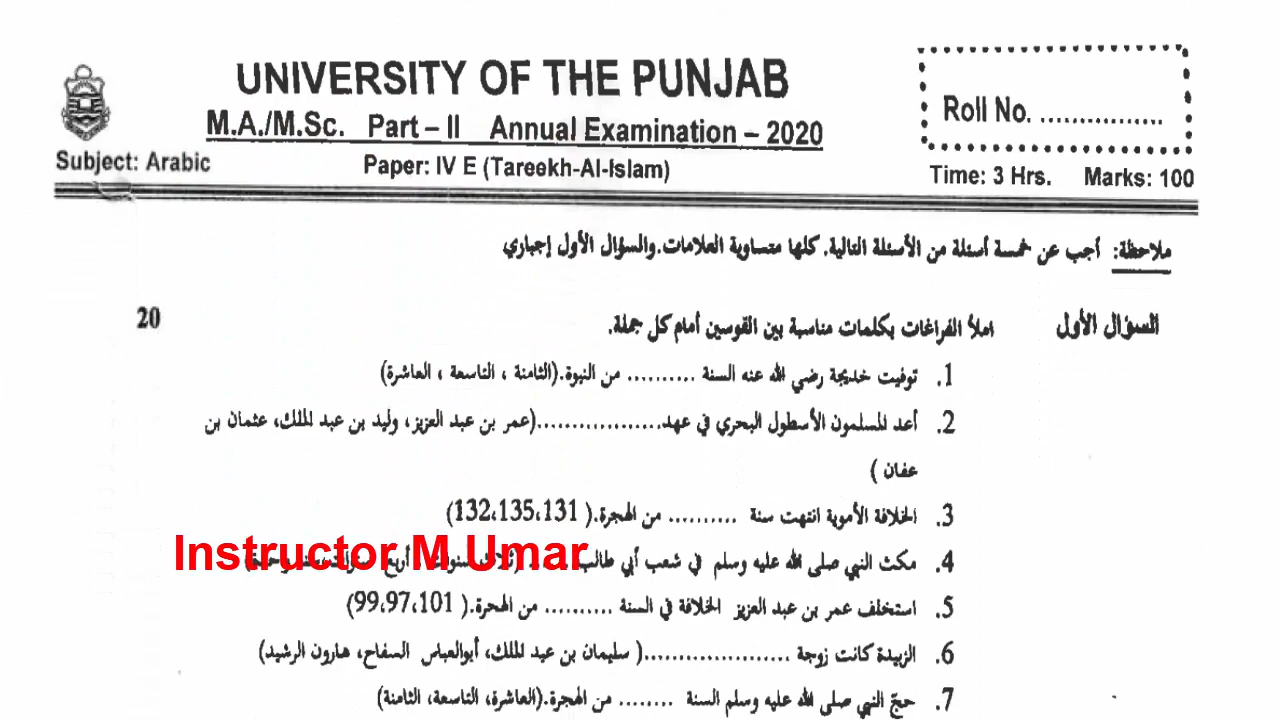 UNIVERSITY OF THE PUNJAB
M.A./M.Sc. Part – II Annual Examination – 2020
Roll No. ................
Subject: Arabic
Paper: IV E (Tareekh-Al-Islam)
Time: 3 Hrs. Marks: 100
ملاحظة: أجب عن خمسة أسئلة من الأسئلة التالية. كلها متساوية العلامات. والسؤال الأول إجباري
السؤال الأول املأ الفراغات بكلمات مناسبة بين القوسين أمام كل جملة. 20
1. توفيت خديجة رضي الله عنه السنة .......... من النبوة.(الثامنة ، التاسعة ، العاشرة)
2. أعد المسلمون الأسطول البحري في عهد..................(عمر بن عبد العزيز، وليد بن عبد الملك، عثمان بن
عفان )
3. الخلافة الأموية انتهت سنة .......... من الهجرة.( 131،135،132)
4. مكث النبي صلى الله عليه وسلم في شعب أبي طالب
Instructor M Umar
5. استخلف عمر بن عبد العزيز الخلافة في السنة .......... من الهجرة.( 101،97،99)
6. الزبيدة كانت زوجة .....................( سليمان بن عبد الملك، أبوالعباس السفاح، هارون الرشيد)
7. حجّ النبي صلى الله عليه وسلم السنة ........ من الهجرة.(العاشرة، التاسعة، الثامنة)